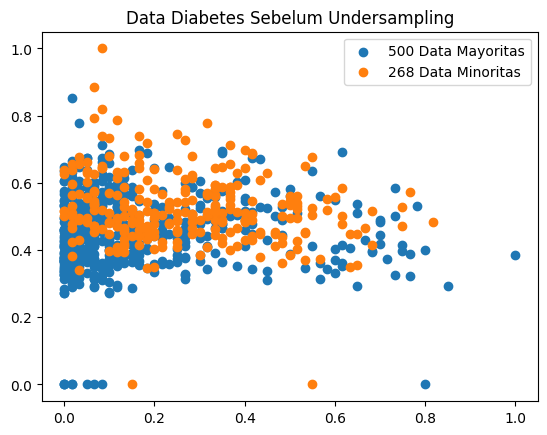 Data Diabetes Sebelum Undersampling
500 Data Mayoritas
268 Data Minoritas
1.0
0.8
0.6
0.4
0.2
0.0
0.0 0.2 0.4 0.6 0.8 1.0